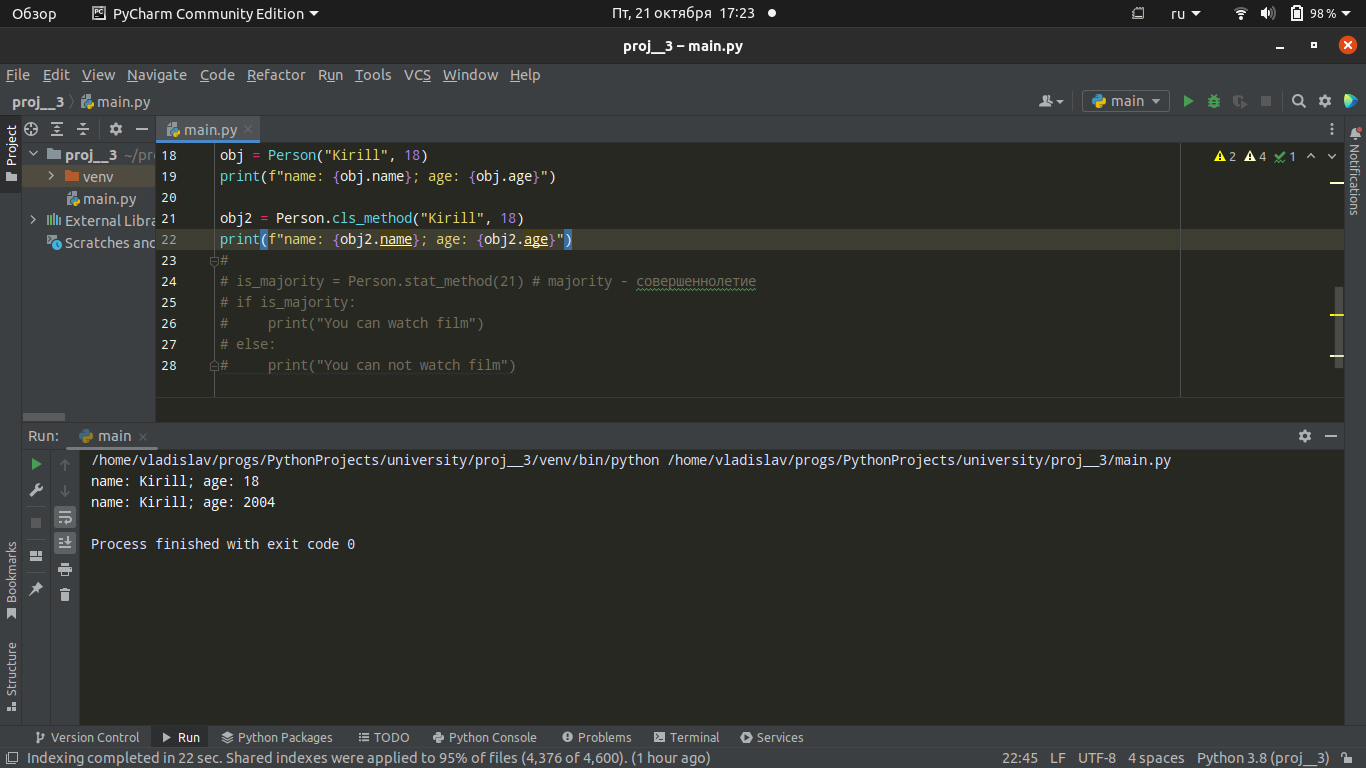 Обзор PyCharm Community Edition Пт, 21 октября 17:23 ru 98 %
proj__3 – main.py
File Edit View Navigate Code Refactor Run Tools VCS Window Help
proj__3 main.py main
Project main.py
proj__3 ~/pro
venv
main.py
External Libra
Scratches and
18 obj = Person("Kirill", 18) 2 4 1
19 print(f"name: {obj.name}; age: {obj.age}")
20
21 obj2 = Person.cls_method("Kirill", 18)
22 print(f"name: {obj2.name}; age: {obj2.age}")
23 #
24 # is_majority = Person.stat_method(21) # majority - совершеннолетие
25 # if is_majority:
26 #     print("You can watch film")
27 # else:
28 #     print("You can not watch film")
Notifications
Run: main
/home/vladislav/progs/PythonProjects/university/proj__3/venv/bin/python /home/vladislav/progs/PythonProjects/university/proj__3/main.py
name: Kirill; age: 18
name: Kirill; age: 2004
Process finished with exit code 0
Bookmarks
Structure
Version Control Run Python Packages TODO Python Console Problems Terminal Services
Indexing completed in 22 sec. Shared indexes were applied to 95% of files (4,376 of 4,600). (1 hour ago) 22:45 LF UTF-8 4 spaces Python 3.8 (proj__3)